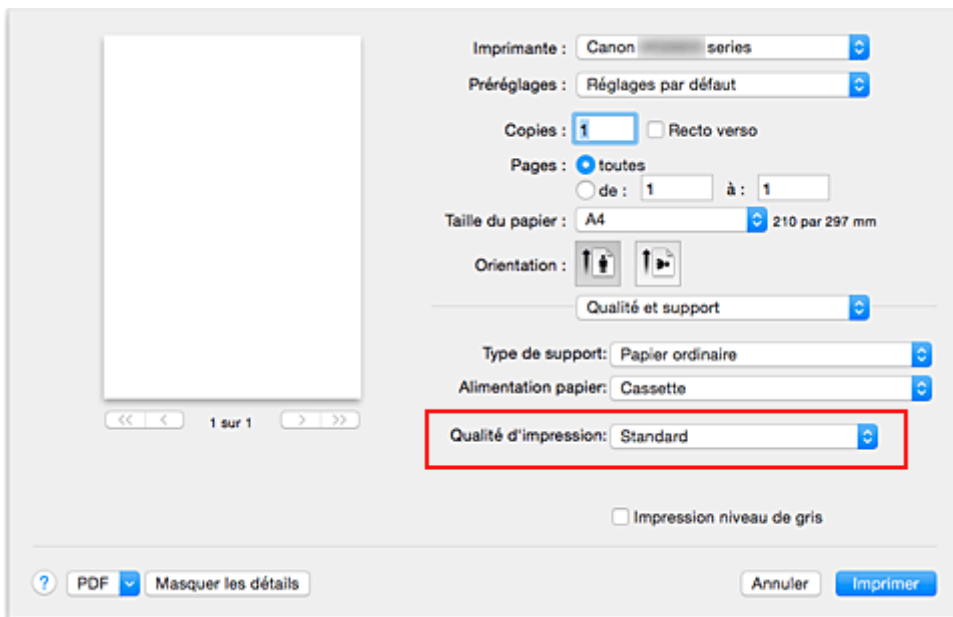 Imprimante : Canon series
Préréglages : Réglages par défaut
Copies : 1 Recto verso
Pages : toutes
de : 1 à : 1
Taille du papier : A4 210 par 297 mm
Orientation :
Qualité et support
Type de support: Papier ordinaire
Alimentation papier: Cassette
<< < 1 sur 1 > >>
Qualité d'impression: Standard
Impression niveau de gris
? PDF Masquer les détails Annuler Imprimer